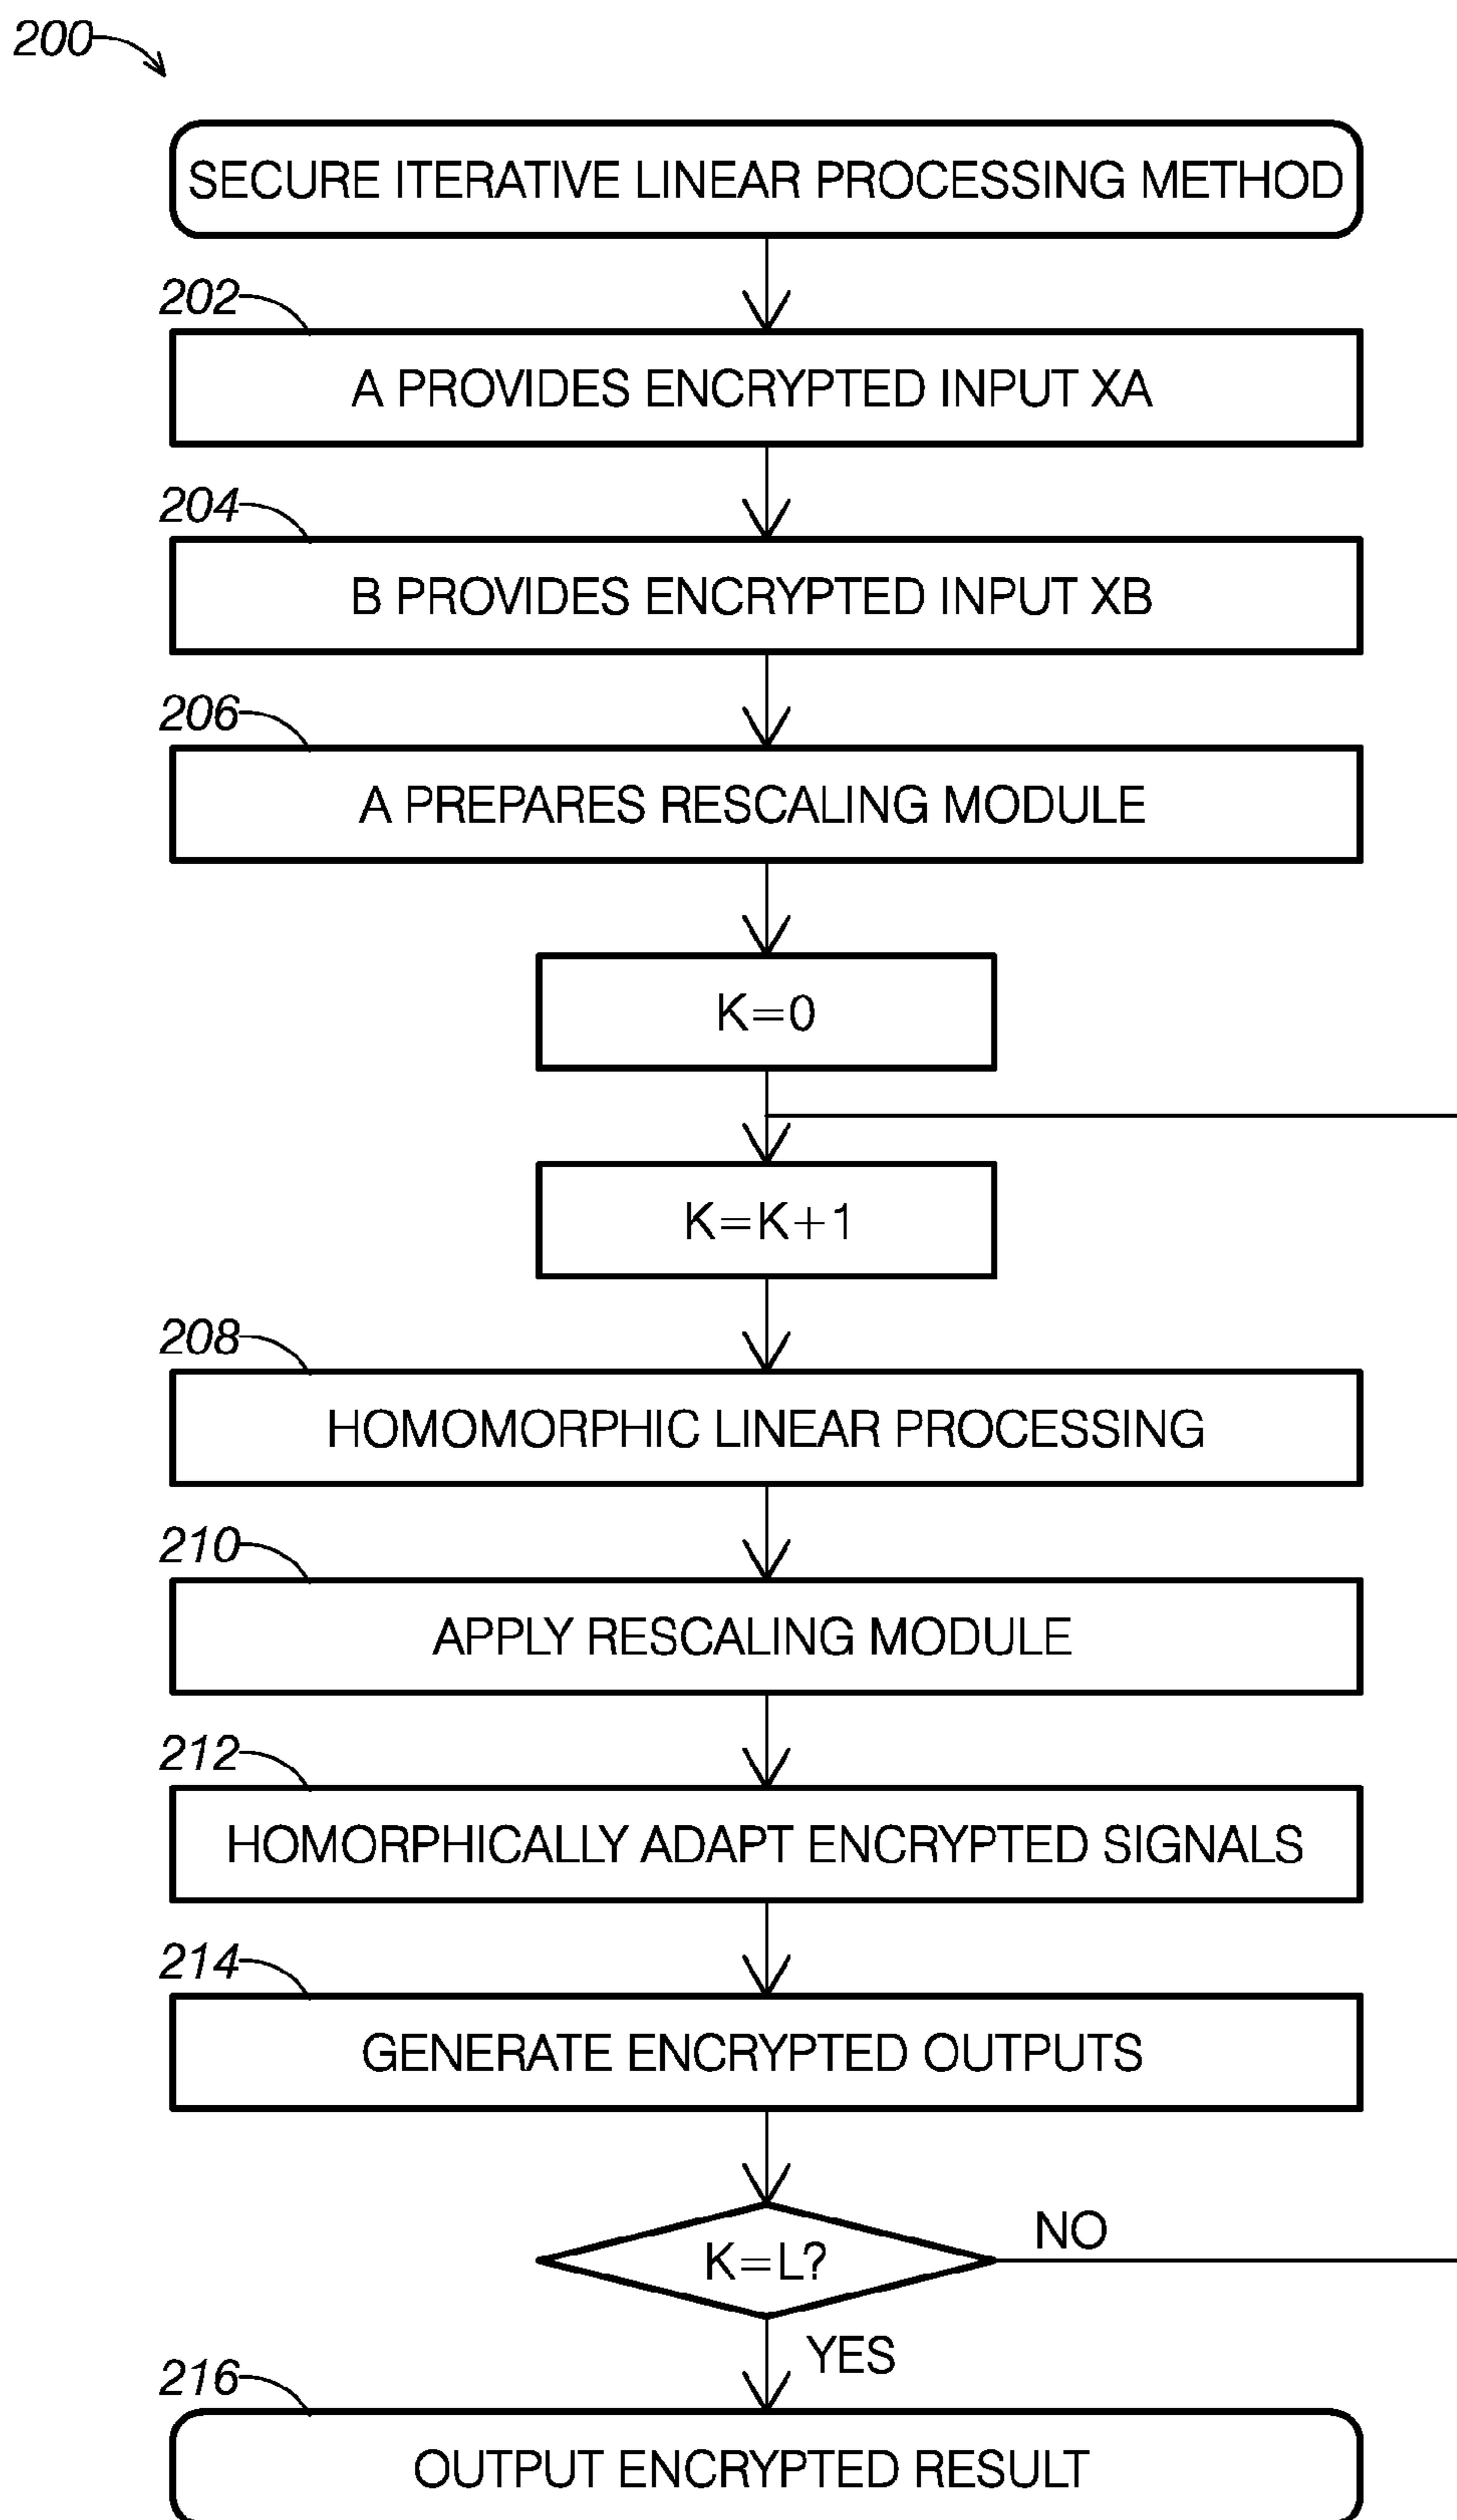 200
SECURE ITERATIVE LINEAR PROCESSING METHOD
202
A PROVIDES ENCRYPTED INPUT XA
204
B PROVIDES ENCRYPTED INPUT XB
206
A PREPARES RESCALING MODULE
K=0
K=K+1
208
HOMOMORPHIC LINEAR PROCESSING
210
APPLY RESCALING MODULE
212
HOMORPHICALLY ADAPT ENCRYPTED SIGNALS
214
GENERATE ENCRYPTED OUTPUTS
K=L?
NO
YES
216
OUTPUT ENCRYPTED RESULT